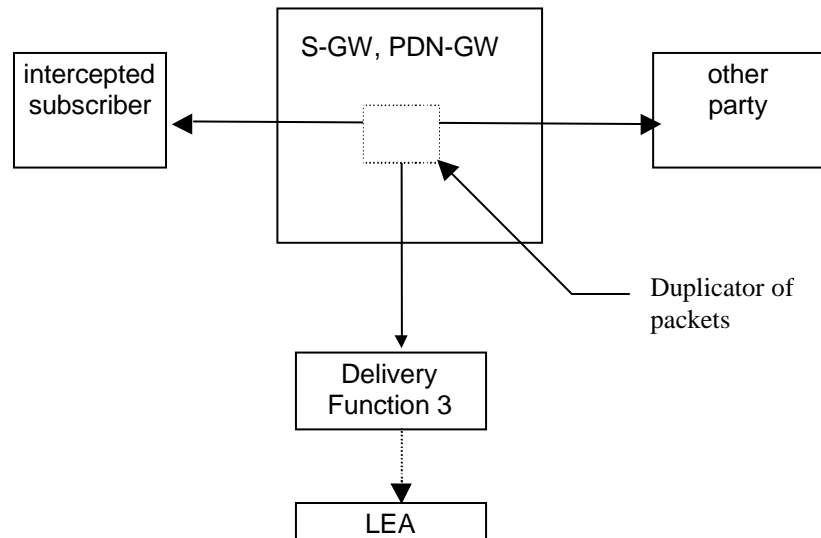 S-GW, PDN-GW
intercepted
subscriber
other
party
Duplicator of
packets
Delivery
Function 3
LEA